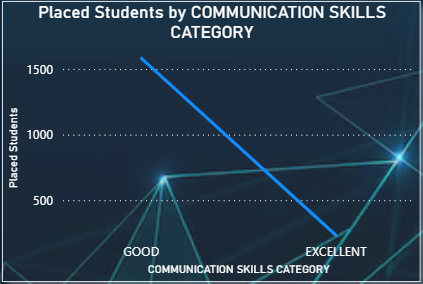 Placed Students by COMMUNICATION SKILLS
CATEGORY
1500
1000
500
Placed Students
GOOD EXCELLENT
COMMUNICATION SKILLS CATEGORY